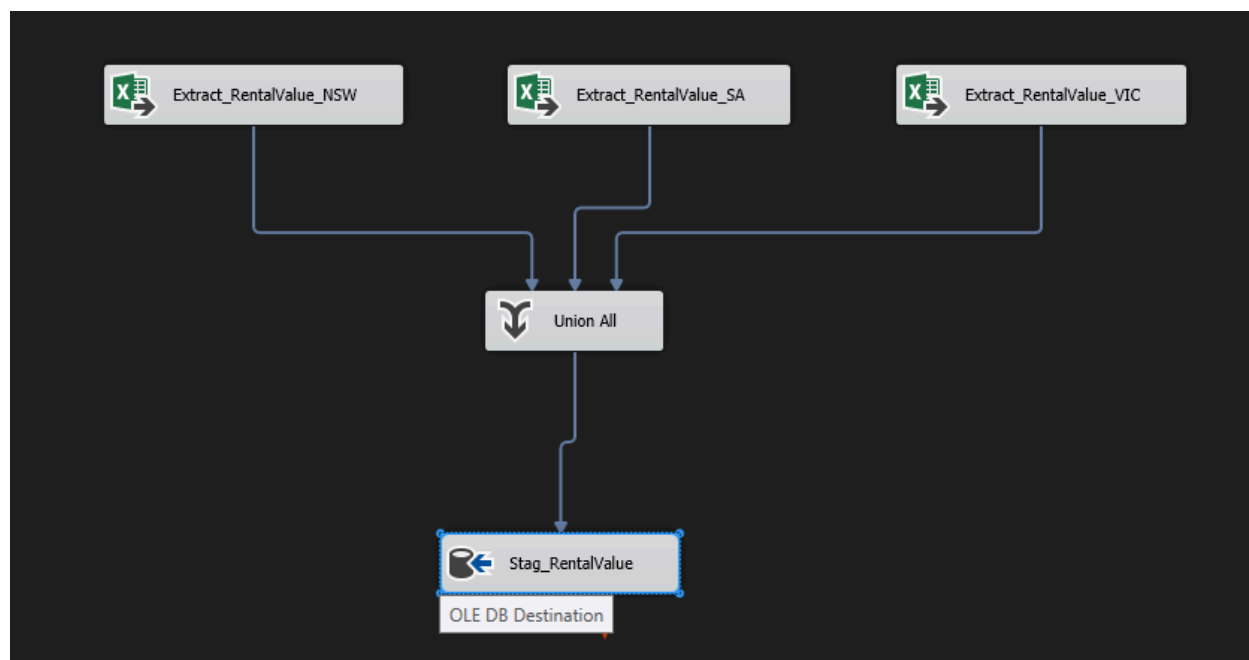 Extract_RentalValue_NSW
Extract_RentalValue_SA
Extract_RentalValue_VIC
Union All
Stag_RentalValue
OLE DB Destination